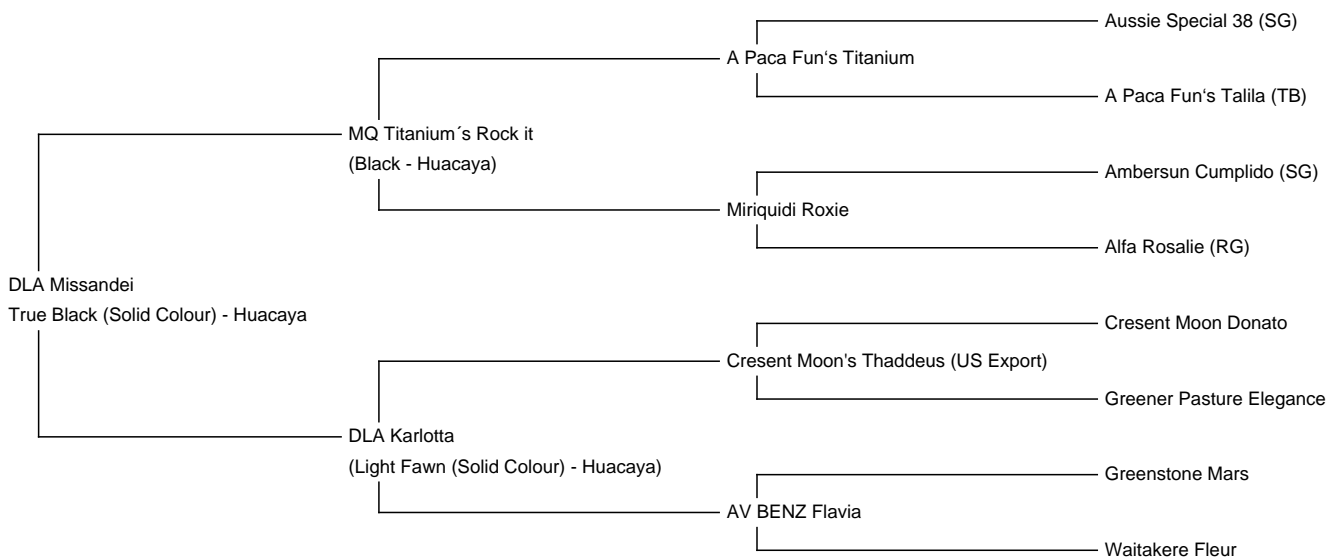 Aussie Special 38 (SG)
A Paca Fun‘s Titanium
A Paca Fun‘s Talila (TB)
MQ Titanium´s Rock it
(Black - Huacaya)
Ambersun Cumplido (SG)
Miriquidi Roxie
Alfa Rosalie (RG)
DLA Missandei
True Black (Solid Colour) - Huacaya
Cresent Moon Donato
Cresent Moon's Thaddeus (US Export)
Greener Pasture Elegance
DLA Karlotta
(Light Fawn (Solid Colour) - Huacaya)
Greenstone Mars
AV BENZ Flavia
Waitakere Fleur